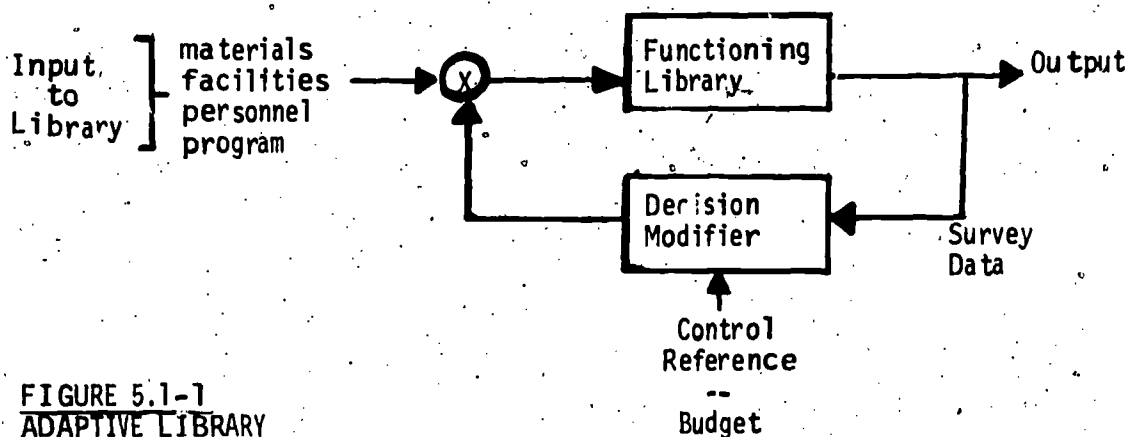 Input
to
Library
materials
facilities
personnel
program
X
Functioning
Library
Output
Decision
Modifier
Survey
Data
Control
Reference
--
Budget
FIGURE 5.1-1
ADAPTIVE LIBRARY